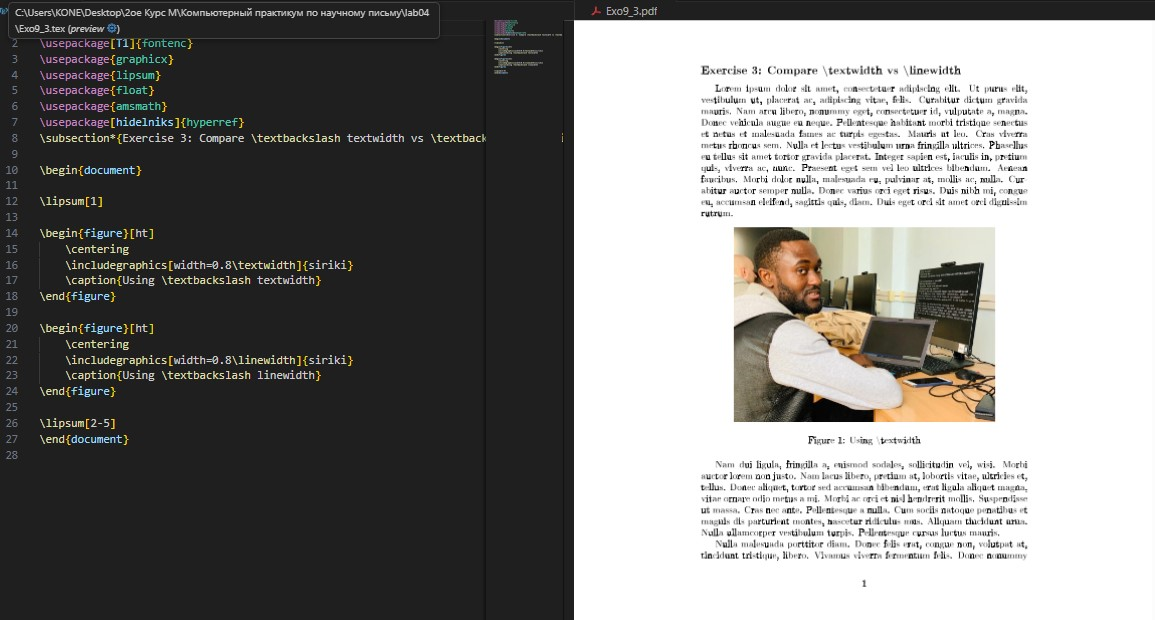 C:\Users\KONE\Desktop\2ое Курс М\Компьютерный практикум по научному письму\lab04
\Exo9_3.tex (preview)
2 \usepackage[T1]{fontenc}
3 \usepackage{graphicx}
4 \usepackage{lipsum}
5 \usepackage{float}
6 \usepackage{amsmath}
7 \usepackage[hidelniks]{hyperref}
8 \subsection*{Exercise 3: Compare \textbackslash textwidth vs \textback
9
10 \begin{document}
11
12 \lipsum[1]
13
14 \begin{figure}[ht]
15 \centering
16 \includegraphics[width=0.8\textwidth]{siriki}
17 \caption{Using \textbackslash textwidth}
18 \end{figure}
19
20 \begin{figure}[ht]
21 \centering
22 \includegraphics[width=0.8\linewidth]{siriki}
23 \caption{Using \textbackslash linewidth}
24 \end{figure}
25
26 \lipsum[2-5]
27 \end{document}
28
Exo9_3.pdf
Exercise 3: Compare \textwidth vs \linewidth
Lorem ipsum dolor sit amet, consectetuer adipiscing elit. Ut purus elit,
vestibulum ut, placerat ac, adipiscing vitae, felis. Curabitur dictum gravida
mauris. Nam arcu libero, nonummy eget, consectetuer id, vulputate a, magna.
Donec vehicula augue eu neque. Pellentesque habitant morbi tristique senectus
et netus et malesuada fames ac turpis egestas. Mauris ut leo. Cras viverra
metus rhoncus sem. Nulla et lectus vestibulum urna fringilla ultrices. Phasellus
eu tellus sit amet tortor gravida placerat. Integer sapien est, iaculis in, pretium
quis, viverra ac, nunc. Praesent eget sem vel leo ultrices bibendum. Aenean
faucibus. Morbi dolor nulla, malesuada eu, pulvinar at, mollis ac, nulla. Cur-
abitur auctor semper nulla. Donec varius orci eget risus. Duis nibh mi, congue
eu, accumsan eleifend, sagittis quis, diam. Duis eget orci sit amet orci dignissim
rutrum.
Figure 1: Using \textwidth
Nam dui ligula, fringilla a, euismod sodales, sollicitudin vel, wisi. Morbi
auctor lorem non justo. Nam lacus libero, pretium at, lobortis vitae, ultricies et,
tellus. Donec aliquet, tortor sed accumsan bibendum, erat ligula aliquet magna,
vitae ornare odio metus a mi. Morbi ac orci et nisl hendrerit mollis. Suspendisse
ut massa. Cras nec ante. Pellentesque a nulla. Cum sociis natoque penatibus et
magnis dis parturient montes, nascetur ridiculus mus. Aliquam tincidunt urna.
Nulla ullamcorper vestibulum turpis. Pellentesque cursus luctus mauris.
Nulla malesuada porttitor diam. Donec felis erat, congue non, volutpat at,
tincidunt tristique, libero. Vivamus viverra fermentum felis. Donec nonummy
1